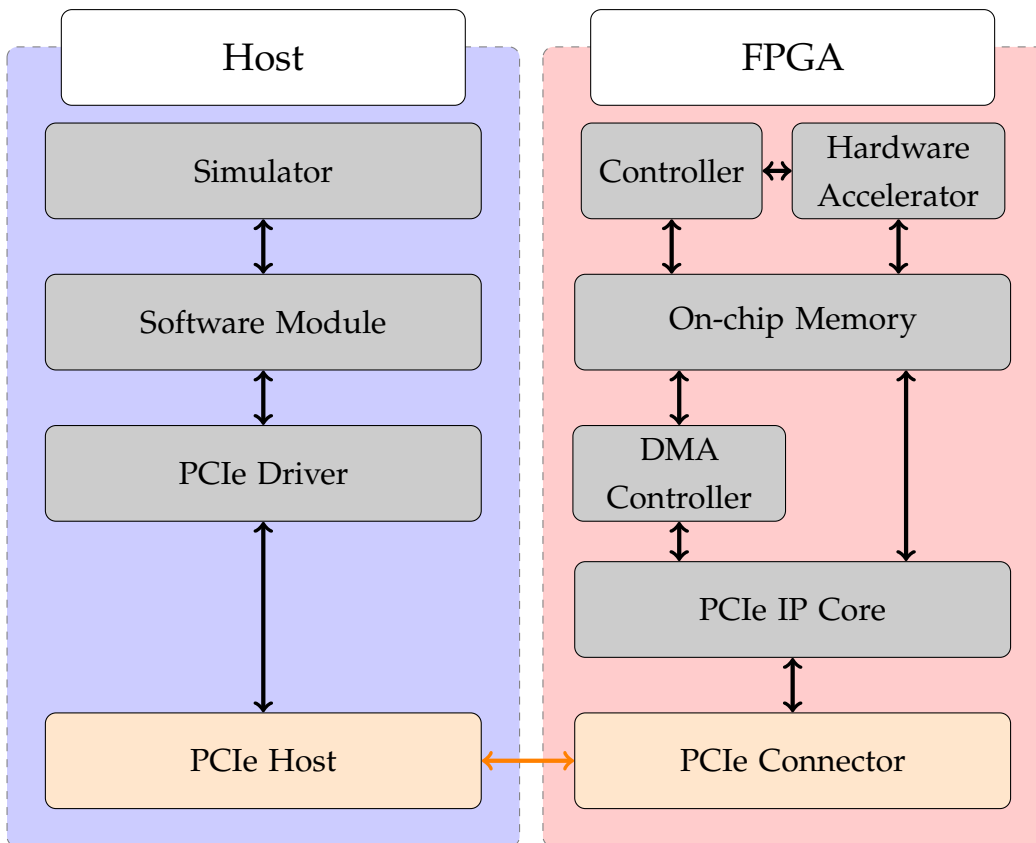 Host
Simulator
Software Module
PCIe Driver
PCIe Host
FPGA
Controller
Hardware
Accelerator
On-chip Memory
DMA
Controller
PCIe IP Core
PCIe Connector